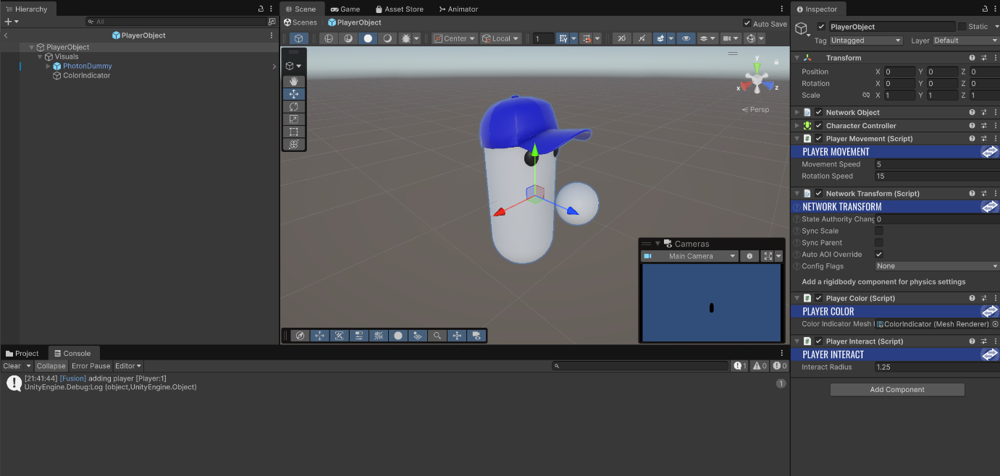 Hierarchy
Scene Game Asset Store Animator
Inspector
All
Scenes PlayerObject
Auto Save
PlayerObject Static
PlayerObject
Tag Untagged Layer Default
Center Local 1
PlayerObject
Visuals
PhotonDummy
ColorIndicator
Transform
Position X 0 Y 0 Z 0
Rotation X 0 Y 0 Z 0
Scale X 1 Y 1 Z 1
y
x z
Persp
Network Object
Character Controller
Player Movement (Script)
PLAYER MOVEMENT
Movement Speed 5
Rotation Speed 15
Network Transform (Script)
NETWORK TRANSFORM
State Authority Chang 0
Sync Scale
Sync Parent
Auto AOI Override
Config Flags None
Add a rigidbody component for physics settings
Cameras
Main Camera
Player Color (Script)
PLAYER COLOR
Color Indicator Mesh ColorIndicator (Mesh Renderer)
Player Interact (Script)
PLAYER INTERACT
Interact Radius 1.25
Add Component
Project Console
Clear Collapse Error Pause Editor
1 0 0
[21:41:44] [Fusion] adding player [Player:1]
UnityEngine.Debug:Log (object,UnityEngine.Object)
1